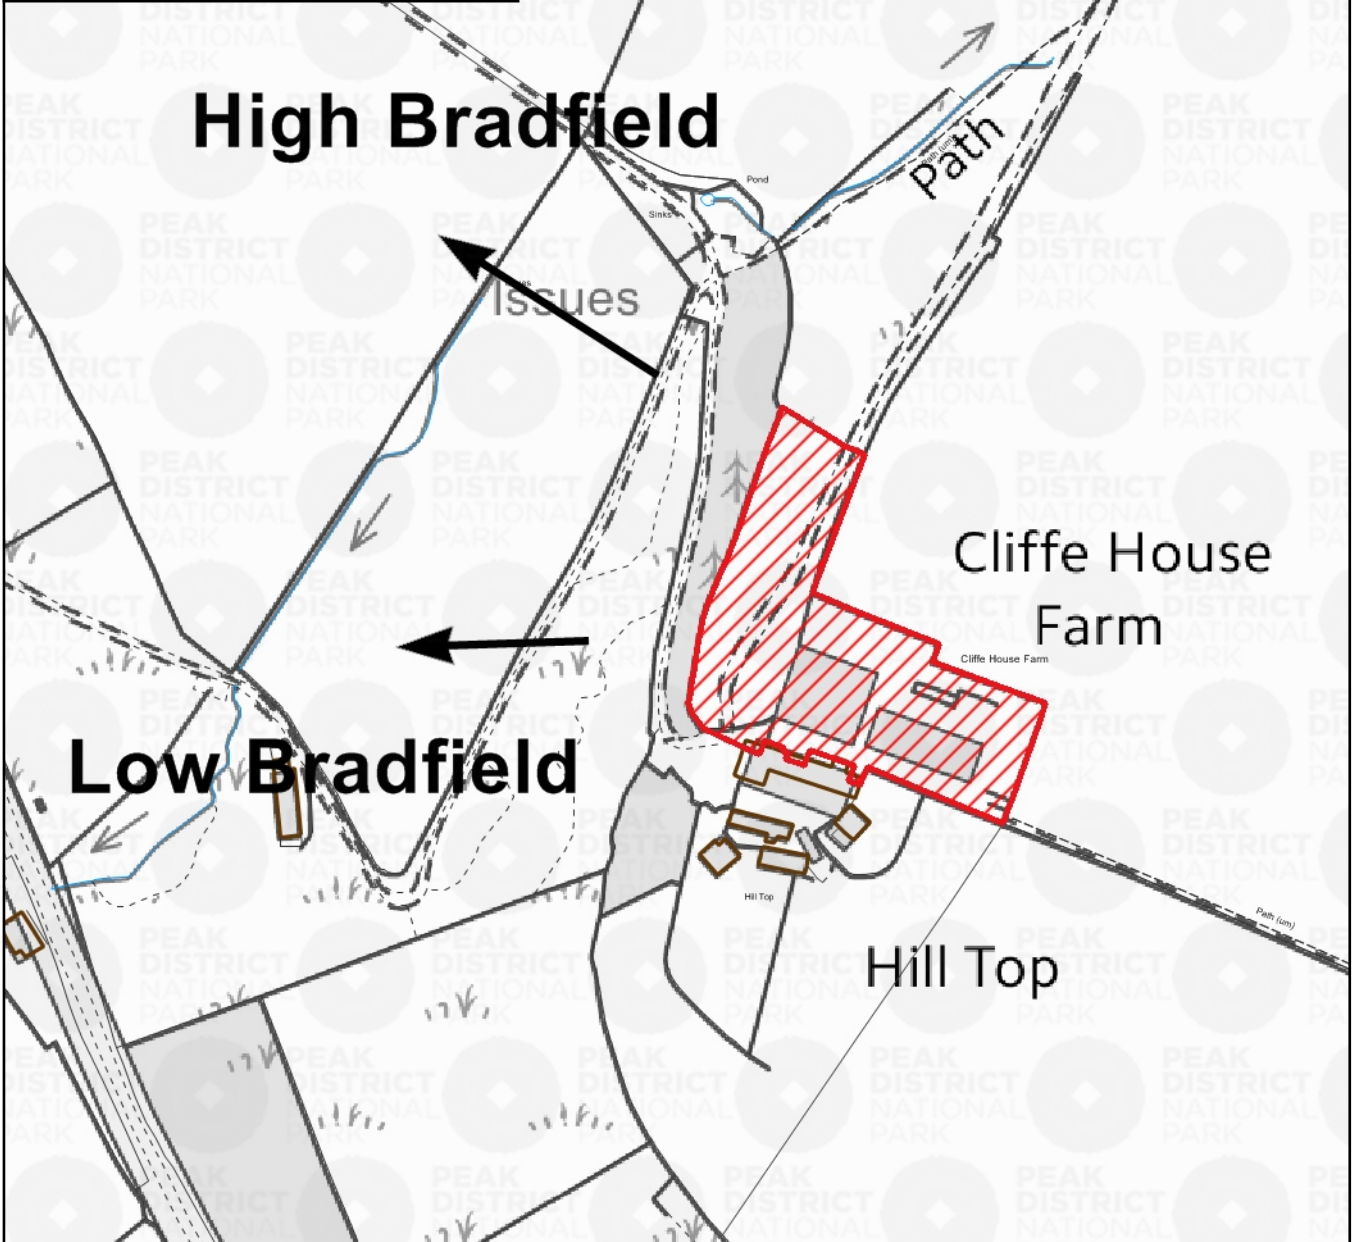 High Bradfield
Pond
Path (um)
Path
Sinks
Issues
Cliffe House
Farm
Cliffe House Farm
Low Bradfield
Hill Top
Path (um)
Hill Top
PEAK
DISTRICT
NATIONAL
PARK